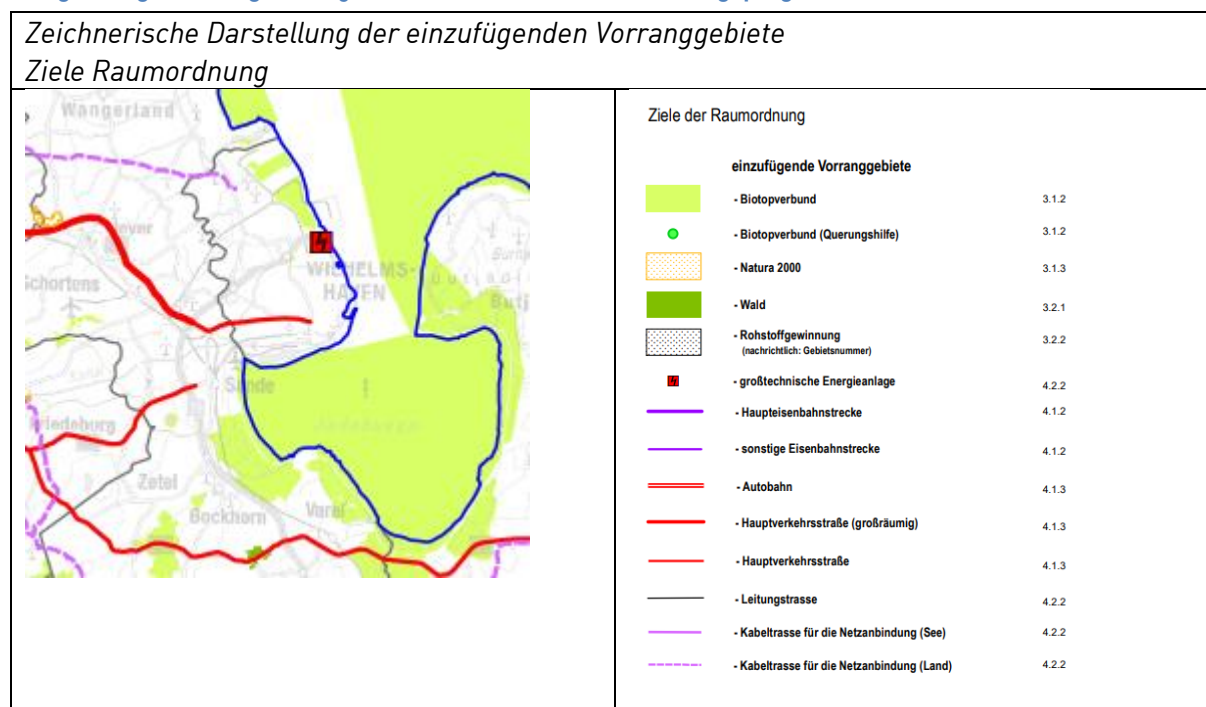 Zeichnerische Darstellung der einzufügenden Vorranggebiete
Ziele Raumordnung
Wangerland
Schortens
WILHELMS-
HAFEN
Sande
Friedeburg
Zetel
Bockhorn
Varel
Ziele der Raumordnung
einzufügende Vorranggebiete
- Biotopverbund 3.1.2
- Biotopverbund (Querungshilfe) 3.1.2
- Natura 2000 3.1.3
- Wald 3.2.1
- Rohstoffgewinnung 3.2.2
(nachrichtlich: Gebietsnummer)
- großtechnische Energieanlage 4.2.2
- Haupteisenbahnstrecke 4.1.2
- sonstige Eisenbahnstrecke 4.1.2
- Autobahn 4.1.3
- Hauptverkehrsstraße (großräumig) 4.1.3
- Hauptverkehrsstraße 4.1.3
- Leitungstrasse 4.2.2
- Kabeltrasse für die Netzanbindung (See) 4.2.2
- Kabeltrasse für die Netzanbindung (Land) 4.2.2